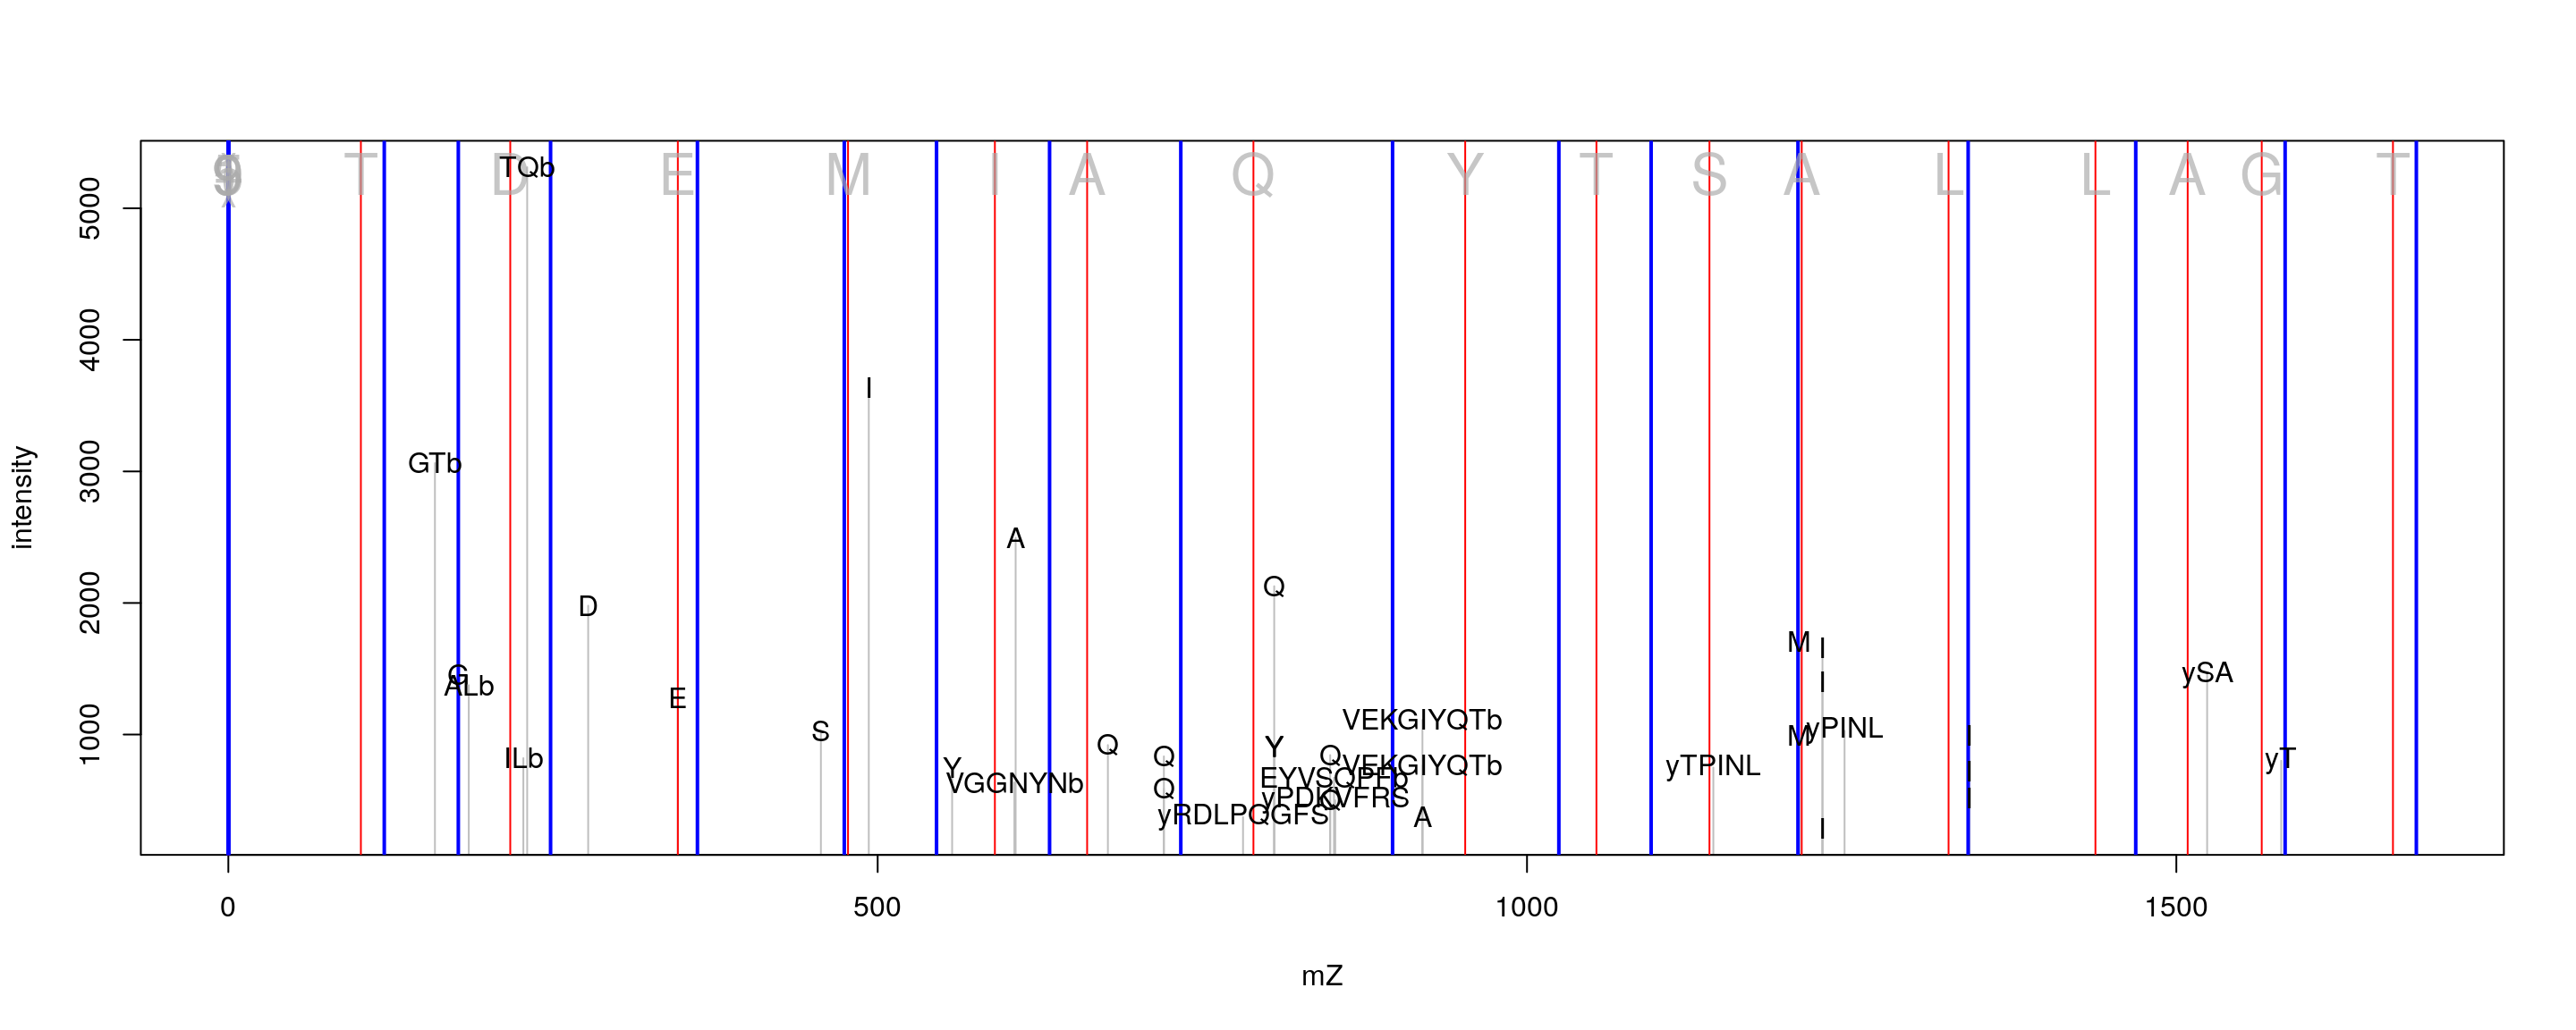 T D E M I A Q Y T S A L L A G T
TQb
I
GTb
A
Q
D
M I
G
ySA
ALb
I
E
VEKGIYQTb
S
yPINL
M
I
Q
Y
Q
Q
yT
ILb
Y
VEKGIYQTb
yTPINL
I
EYVSQPFb
VGGNYNb
Q
yPDKVFRS
Q
I
yRDLPQGFS
A
I
intensity
1000 2000 3000 4000 5000
0 500 1000 1500
mZ